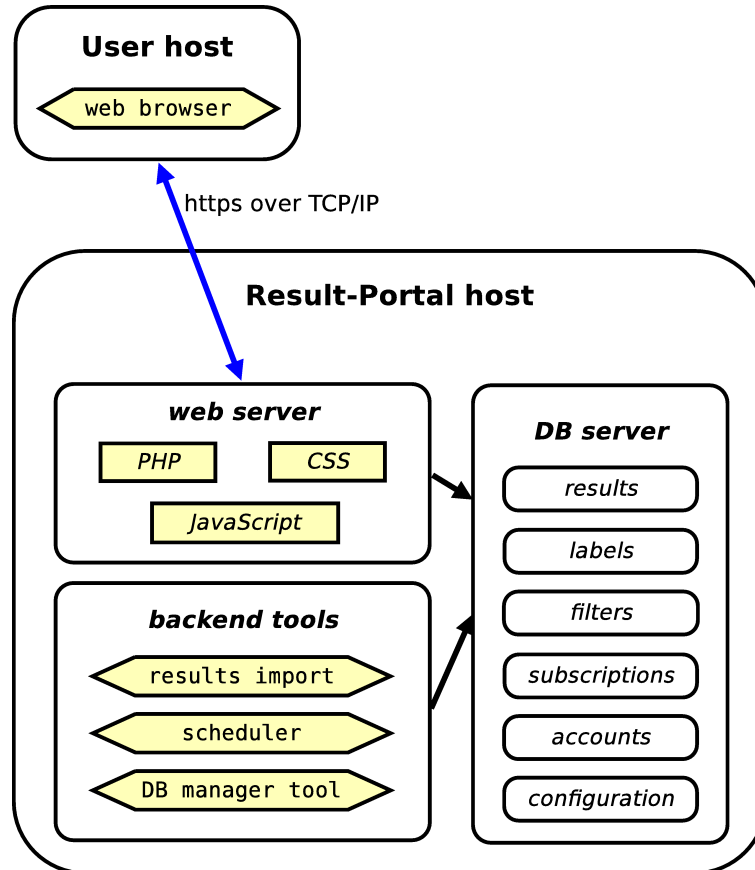 User host
web browser
https over TCP/IP
Result-Portal host
web server
PHP
CSS
JavaScript
backend tools
results import
scheduler
DB manager tool
DB server
results
labels
filters
subscriptions
accounts
configuration